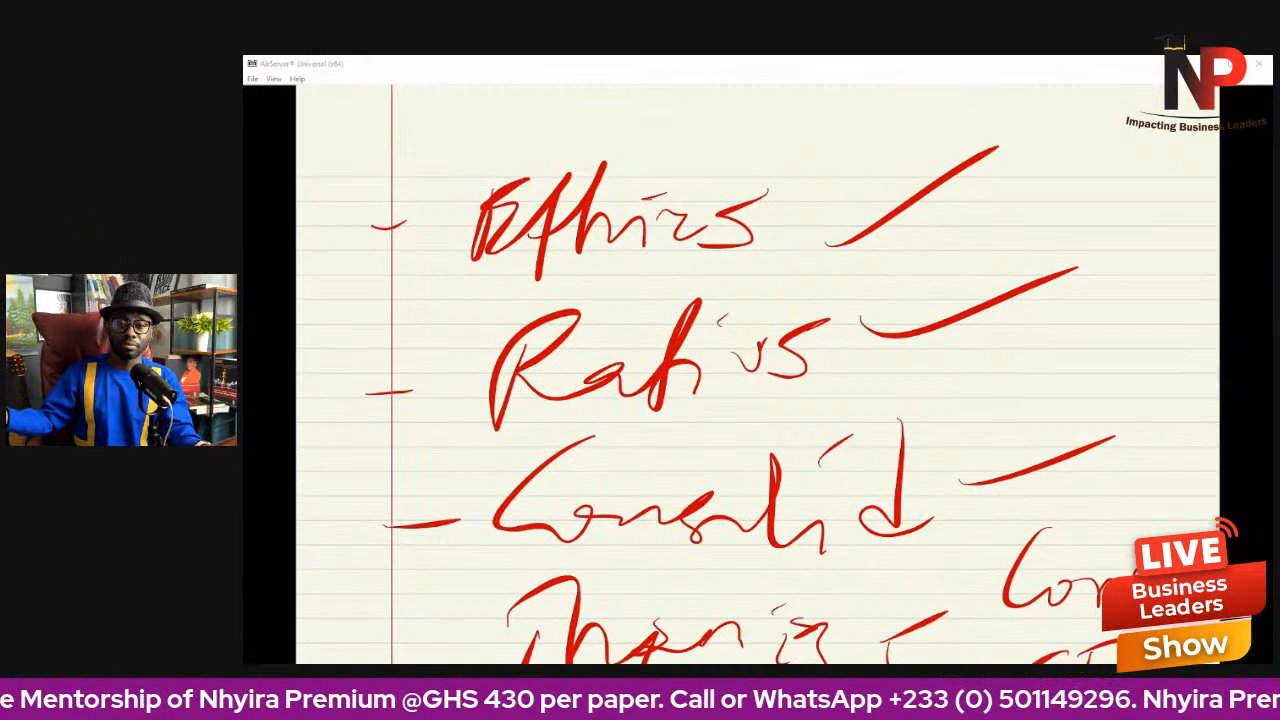 AirServer® Universal (x64)
File View Help
NP
Impacting Business Leaders
- Ethics
- Ratios
- Consolid
LIVE
Business
Leaders
Show
e Mentorship of Nhyira Premium @GHS 430 per paper. Call or WhatsApp +233 (0) 501149296. Nhyira Prer